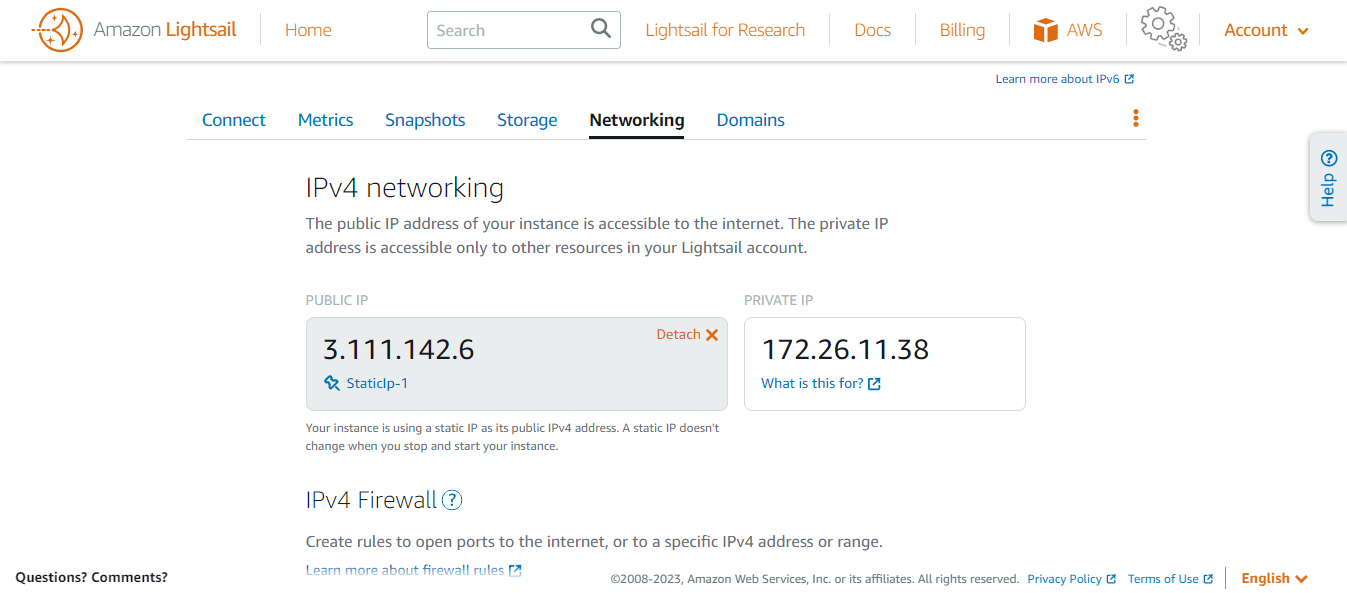 Amazon Lightsail Home Search Lightsail for Research Docs Billing AWS Account
Learn more about IPv6
Connect Metrics Snapshots Storage Networking Domains
Help ?
IPv4 networking
The public IP address of your instance is accessible to the internet. The private IP
address is accessible only to other resources in your Lightsail account.
PUBLIC IP PRIVATE IP
Detach
3.111.142.6 172.26.11.38
StaticIp-1 What is this for?
Your instance is using a static IP as its public IPv4 address. A static IP doesn't
change when you stop and start your instance.
IPv4 Firewall ?
Create rules to open ports to the internet, or to a specific IPv4 address or range.
Learn more about firewall rules
Questions? Comments? ©2008-2023, Amazon Web Services, Inc. or its affiliates. All rights reserved. Privacy Policy Terms of Use English